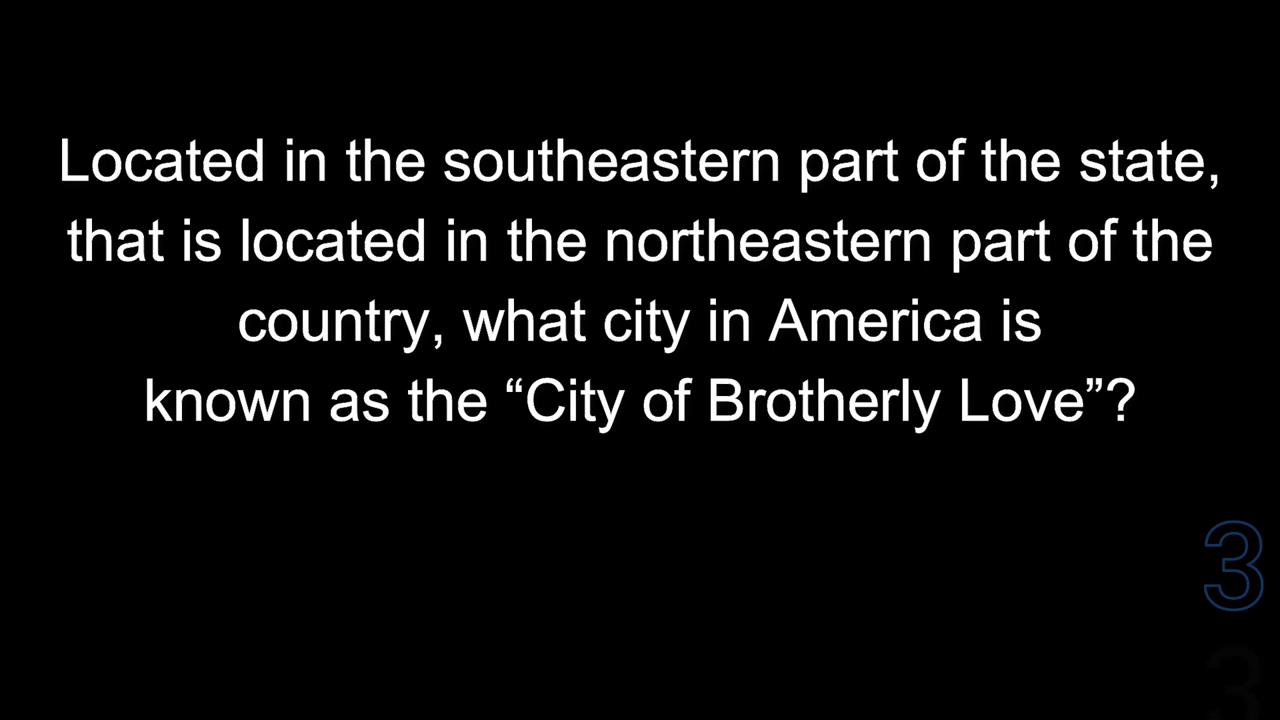 Located in the southeastern part of the state,
that is located in the northeastern part of the
country, what city in America is
known as the “City of Brotherly Love”?
3
3